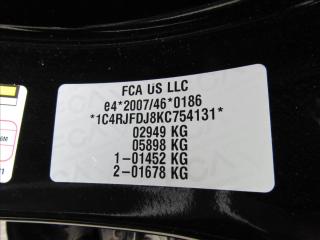 FCA US LLC
e4*2007/46*0186
*1C4RJFDJ8KC754131*
02949 KG
05898 KG
1-01452 KG
2-01678 KG